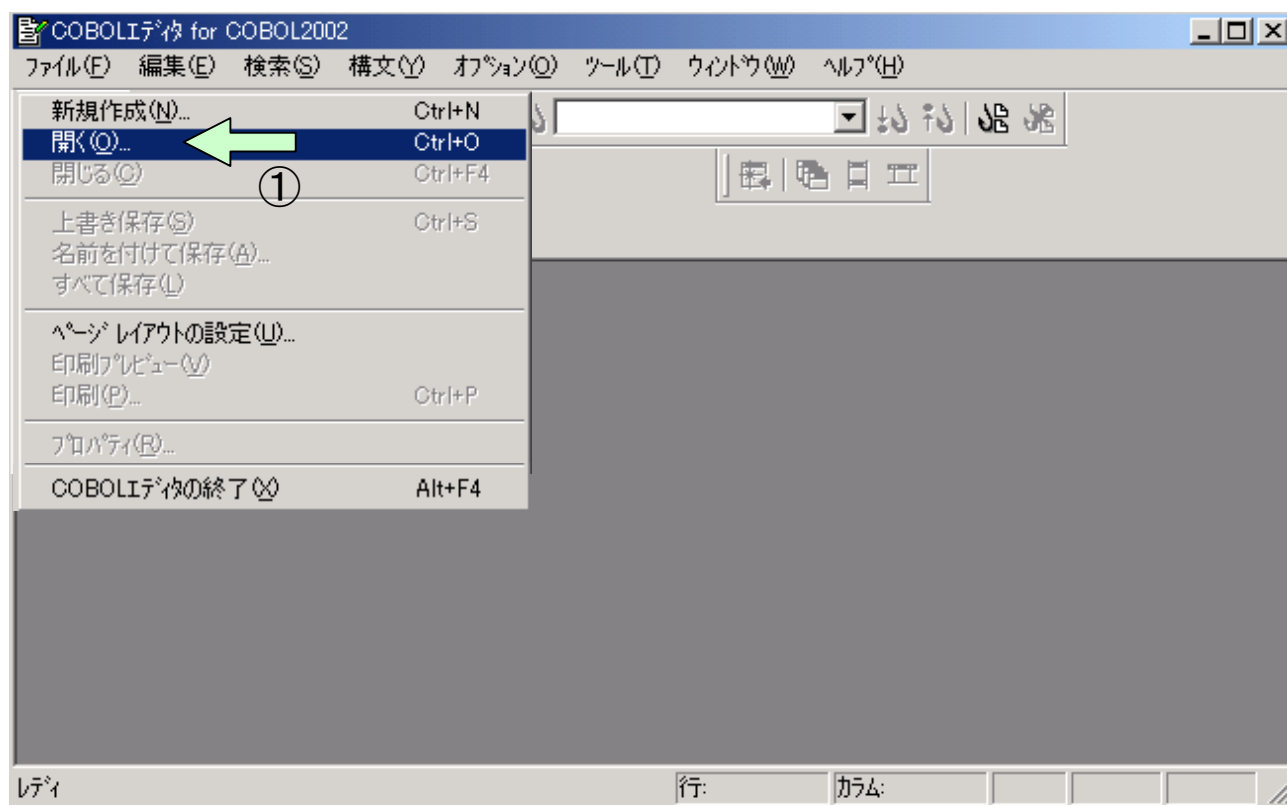 COBOLｴﾃﾞｨﾀ for COBOL2002
ﾌｧｲﾙ(F) 編集(E) 検索(S) 構文(Y) ｵﾌﾟｼｮﾝ(O) ﾂｰﾙ(T) ｳｨﾝﾄﾞｳ(W) ﾍﾙﾌﾟ(H)
新規作成(N)... Ctrl+N
開く(O)... Ctrl+O
閉じる(C) Ctrl+F4
①
上書き保存(S) Ctrl+S
名前を付けて保存(A)...
すべて保存(L)
ﾍﾟｰｼﾞ ﾚｲｱｳﾄの設定(U)...
印刷ﾌﾟﾚﾋﾞｭｰ(V)
印刷(P)... Ctrl+P
ﾌﾟﾛﾊﾟﾃｨ(R)...
COBOLｴﾃﾞｨﾀの終了(X) Alt+F4
ﾚﾃﾞｨ 行: ｶﾗﾑ: